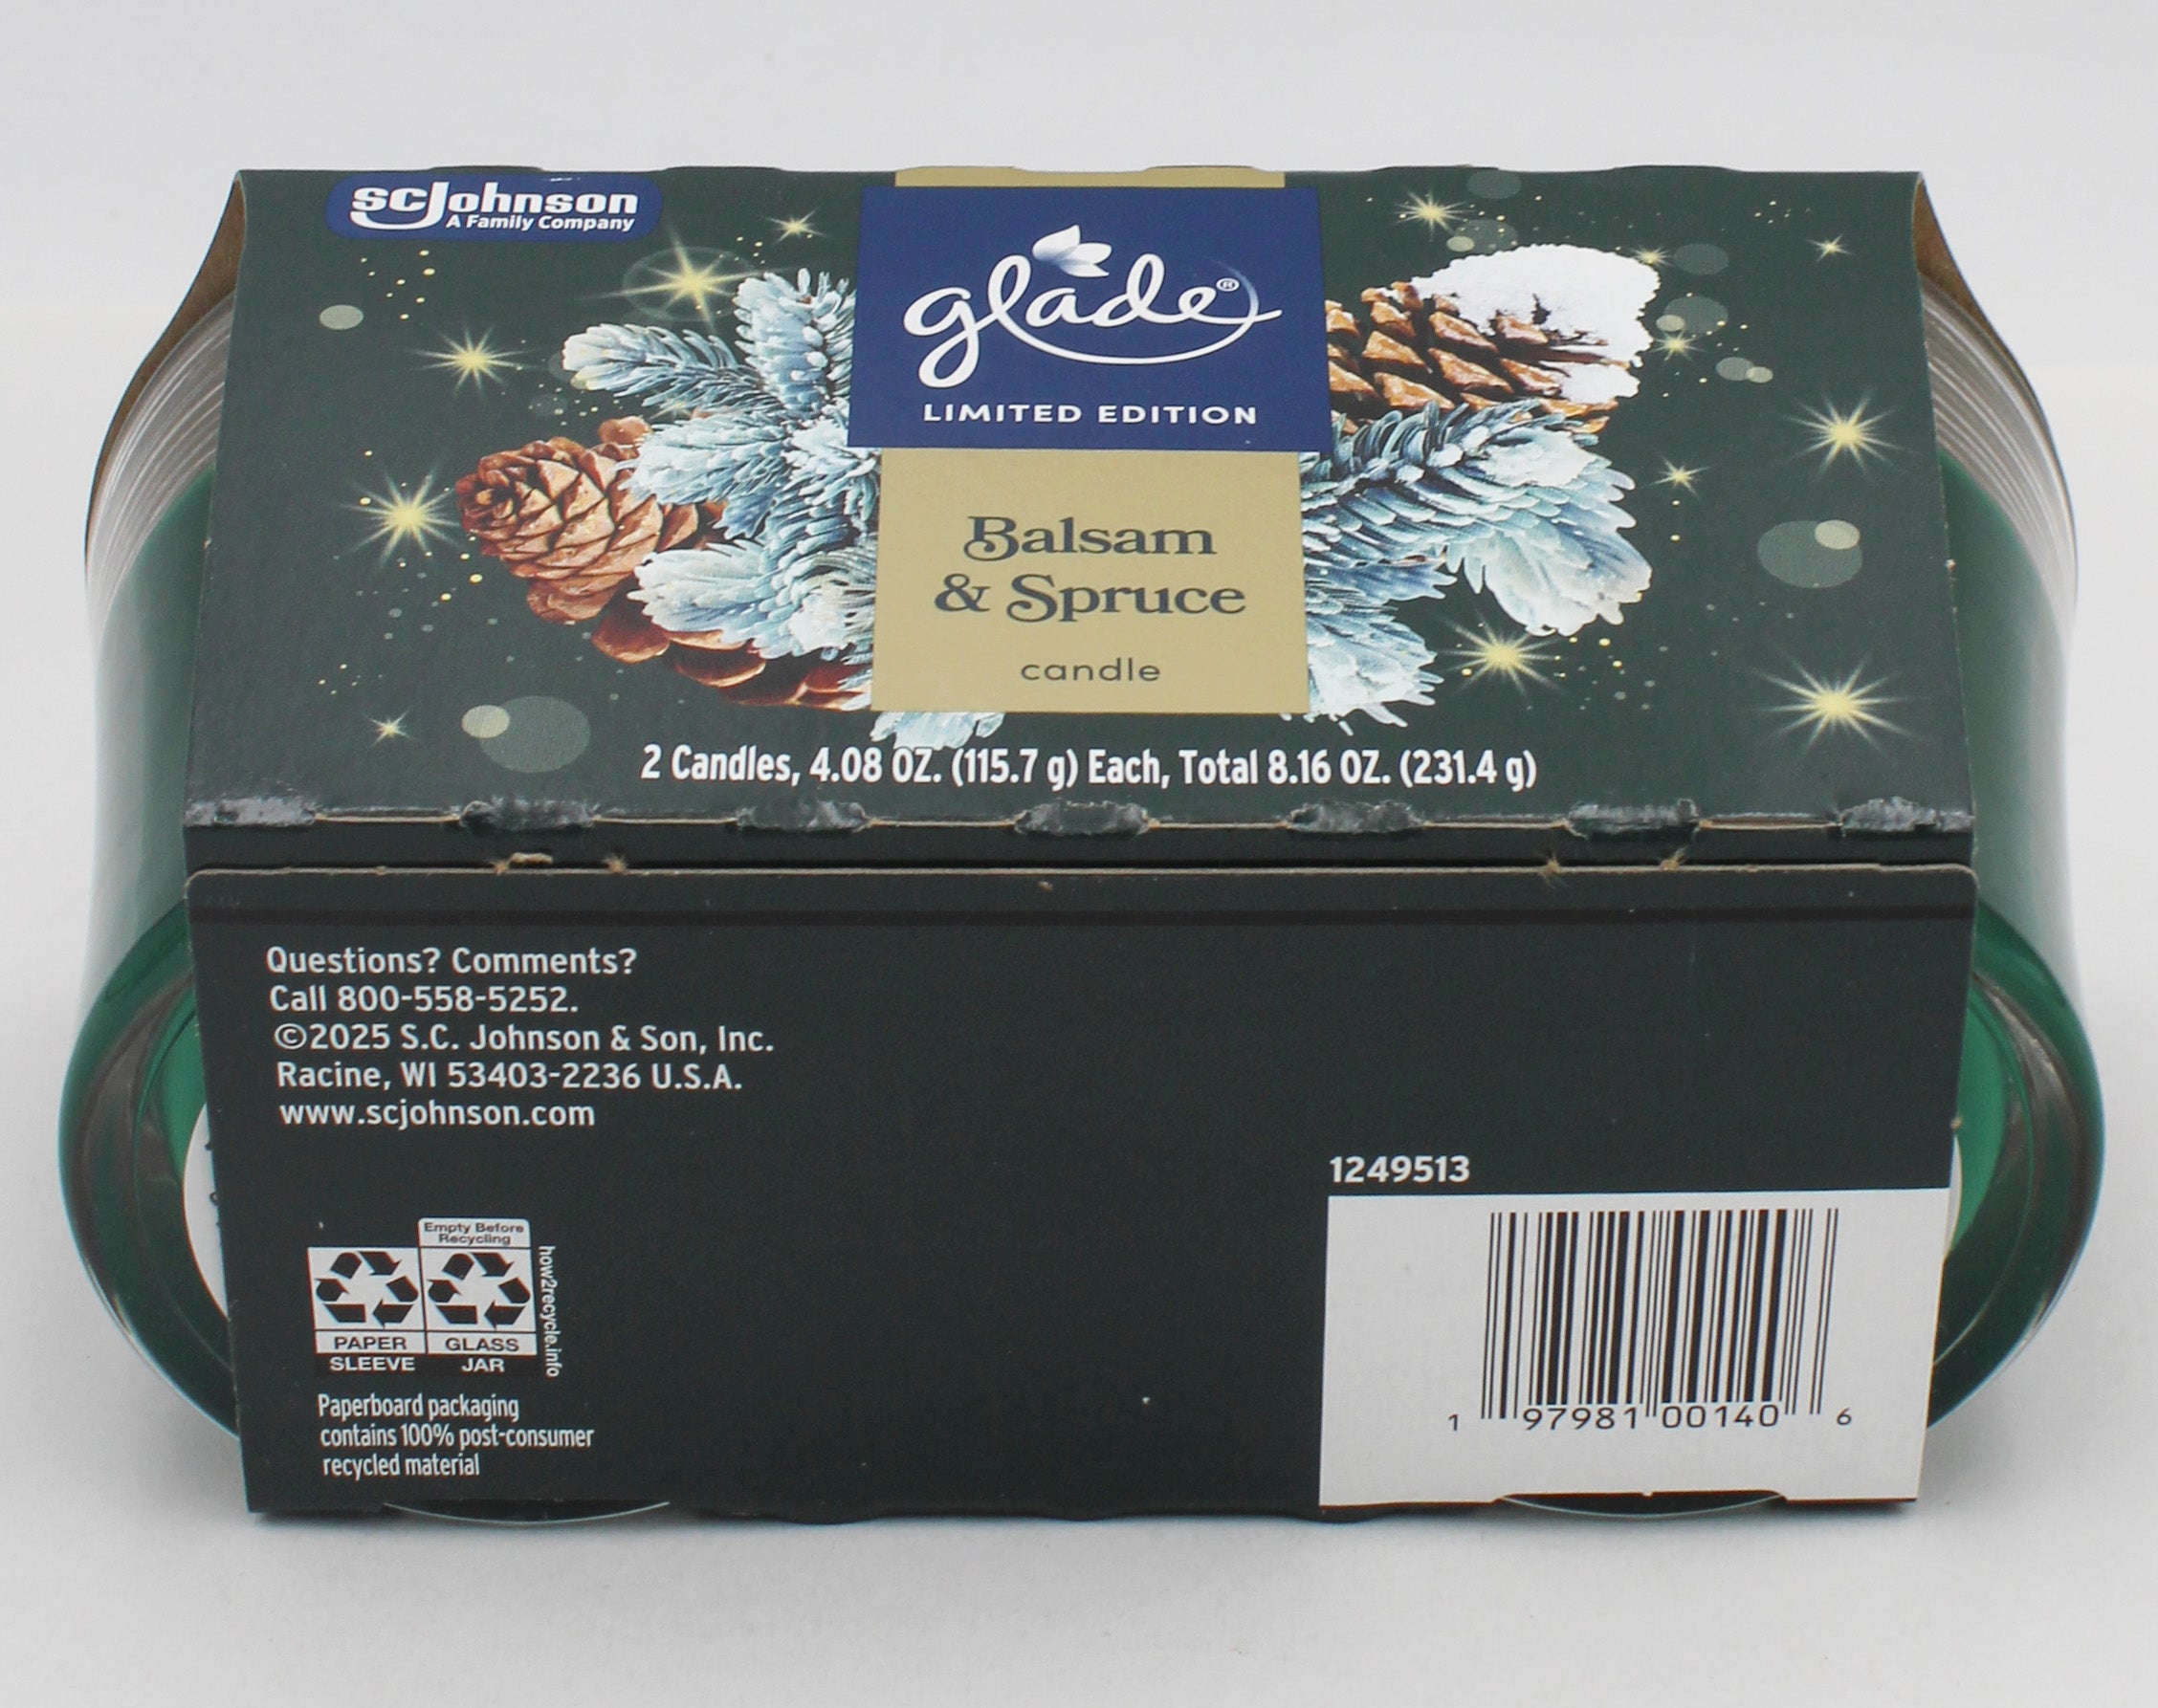 scJohnson
A Family Company
glade®
LIMITED EDITION
Balsam
& Spruce
candle
2 Candles, 4.08 OZ. (115.7 g) Each, Total 8.16 OZ. (231.4 g)
Questions? Comments?
Call 800-558-5252.
©2025 S.C. Johnson & Son, Inc.
Racine, WI 53403-2236 U.S.A.
www.scjohnson.com
Empty Before
Recycling
PAPER
SLEEVE
GLASS
JAR
how2recycle.info
Paperboard packaging
contains 100% post-consumer
recycled material
1249513
1 97981 00140 6